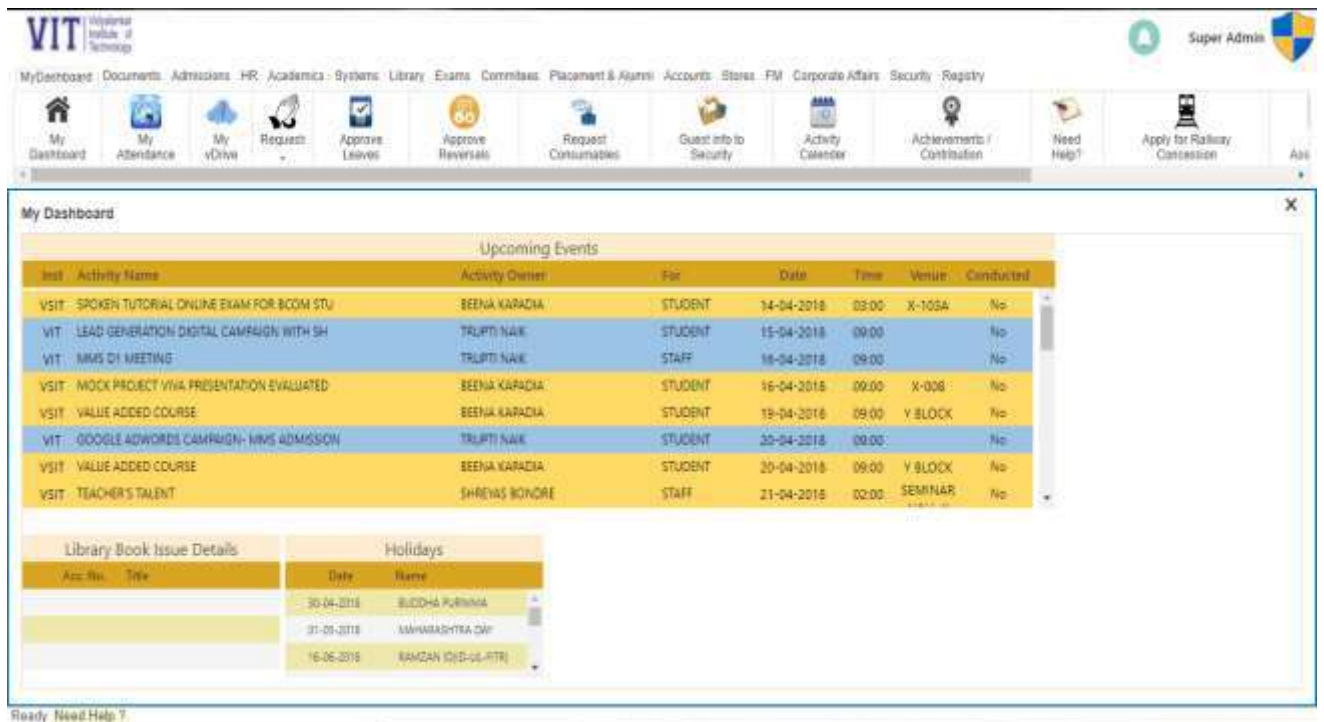 VIT Vidyalankar
Institute of
Technology
Super Admin
MyDashboard Documents Admissions HR Academics Systems Library Exams Commitees Placement & Alumni Accounts Stores FM Corporate Affairs Security Registry
My Dashboard
My Attendance
My vDrive
Request
Approve Leaves
Approve Reversals
Request Consumables
Guest Info to Security
Activity Calender
Achievements / Contribution
Need Help?
Apply for Railway Concession
Ass
My Dashboard X
Upcoming Events
Inst Activity Name Activity Owner For Date Time Venue Conducted
VSIT SPOKEN TUTORIAL ONLINE EXAM FOR BCOM STU BEENA KAPADIA STUDENT 14-04-2018 03:00 X-105A No
VIT LEAD GENERATION DIGITAL CAMPAIGN WITH SH TRUPTI NAIK STUDENT 15-04-2018 09:00 No
VIT MMS D1 MEETING TRUPTI NAIK STAFF 16-04-2018 09:00 No
VSIT MOCK PROJECT VIVA PRESENTATION EVALUATED BEENA KAPADIA STUDENT 16-04-2018 09:00 X-008 No
VSIT VALUE ADDED COURSE BEENA KAPADIA STUDENT 19-04-2018 09:00 Y BLOCK No
VIT GOOGLE ADWORDS CAMPAIGN- MMS ADMISSION TRUPTI NAIK STUDENT 20-04-2018 09:00 No
VSIT VALUE ADDED COURSE BEENA KAPADIA STUDENT 20-04-2018 09:00 Y BLOCK No
VSIT TEACHER'S TALENT SHREYAS BONDRE STAFF 21-04-2018 02:00 SEMINAR No
Library Book Issue Details
Acc.No. Title
Holidays
Date Name
30-04-2018 BUDDHA PURNIMA
01-05-2018 MAHARASHTRA DAY
16-06-2018 RAMZAN ID(ID-UL-FITR)
Ready Need Help ?